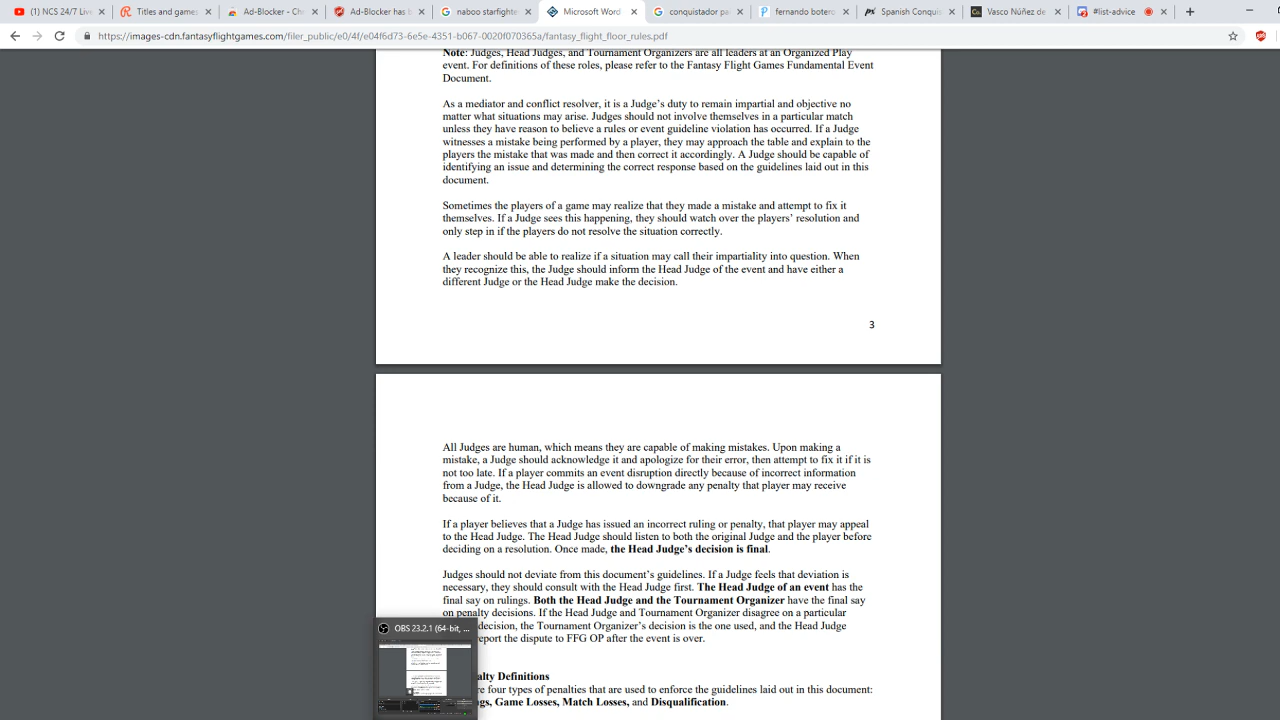 (1) NCS 24/7 Live
Titles and game
Ad-Blocker - Ch
Ad-Blocker has b
naboo starfighte
Microsoft Word
conquistador pa
fernando botero
Spanish Conqui
Vasco Núñez de
#list-advice
https://images-cdn.fantasyflightgames.com/filer_public/e0/4f/e04f6d73-6e5e-4351-b067-0020f070365a/fantasy_flight_floor_rules.pdf
Note: Judges, Head Judges, and Tournament Organizers are all leaders at an Organized Play
event. For definitions of these roles, please refer to the Fantasy Flight Games Fundamental Event
Document.
As a mediator and conflict resolver, it is a Judge's duty to remain impartial and objective no
matter what situations may arise. Judges should not involve themselves in a particular match
unless they have reason to believe a rules or event guideline violation has occurred. If a Judge
witnesses a mistake being performed by a player, they may approach the table and explain to the
players the mistake that was made and then correct it accordingly. A Judge should be capable of
identifying an issue and determining the correct response based on the guidelines laid out in this
document.
Sometimes the players of a game may realize that they made a mistake and attempt to fix it
themselves. If a Judge sees this happening, they should watch over the players' resolution and
only step in if the players do not resolve the situation correctly.
A leader should be able to realize if a situation may call their impartiality into question. When
they recognize this, the Judge should inform the Head Judge of the event and have either a
different Judge or the Head Judge make the decision.
3
All Judges are human, which means they are capable of making mistakes. Upon making a
mistake, a Judge should acknowledge it and apologize for their error, then attempt to fix it if it is
not too late. If a player commits an event disruption directly because of incorrect information
from a Judge, the Head Judge is allowed to downgrade any penalty that player may receive
because of it.
If a player believes that a Judge has issued an incorrect ruling or penalty, that player may appeal
to the Head Judge. The Head Judge should listen to both the original Judge and the player before
deciding on a resolution. Once made, the Head Judge's decision is final.
Judges should not deviate from this document's guidelines. If a Judge feels that deviation is
necessary, they should consult with the Head Judge first. The Head Judge of an event has the
final say on rulings. Both the Head Judge and the Tournament Organizer have the final say
on penalty decisions. If the Head Judge and Tournament Organizer disagree on a particular
decision, the Tournament Organizer's decision is the one used, and the Head Judge
eport the dispute to FFG OP after the event is over.
OBS 23.2.1 (64-bit, ...
alty Definitions
re four types of penalties that are used to enforce the guidelines laid out in this document:
gs, Game Losses, Match Losses, and Disqualification.